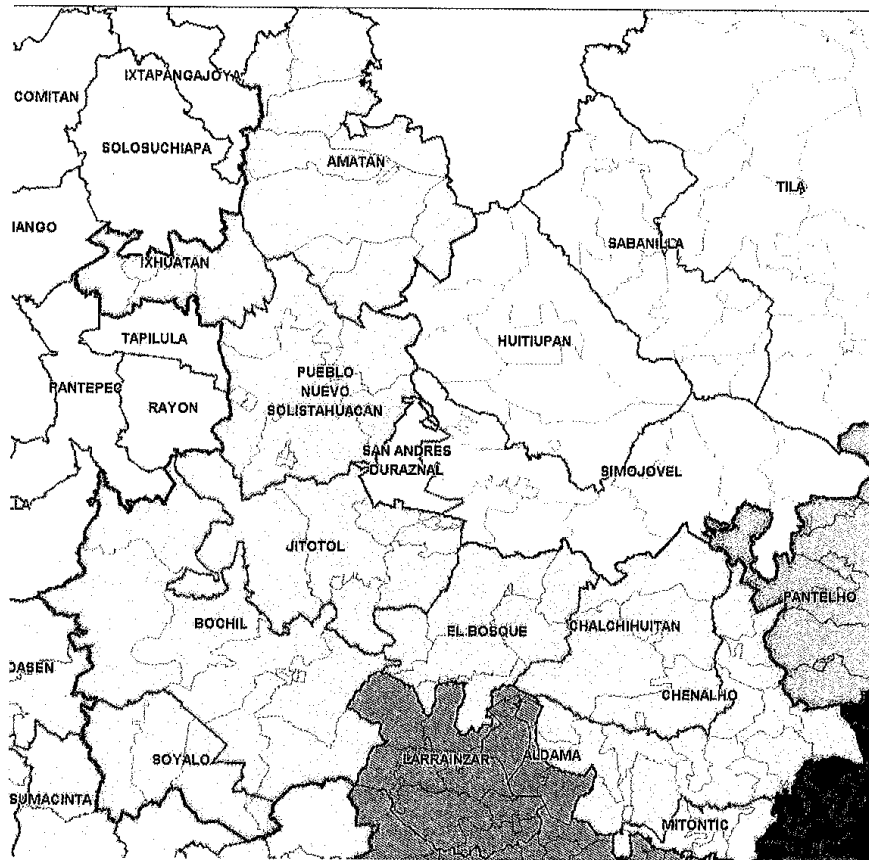 IXTAPANGAJOYA
COMITAN
SOLOSUCHIAPA
AMATAN
TILA
IANGO
SABANILLA
IXHUATAN
TAPILULA
HUITIUPAN
PANTEPEC
RAYON
PUEBLO
NUEVO
SOLISTAHUACAN
SAN ANDRES
DURAZNAL
SIMOJOVEL
JITOTOL
PANTELHO
BOCHIL
EL BOSQUE
CHALCHIHUITAN
OASEN
CHENALHO
SOYALO
LARRAINZAR
ALDAMA
SUMACINTA
MITONTIC